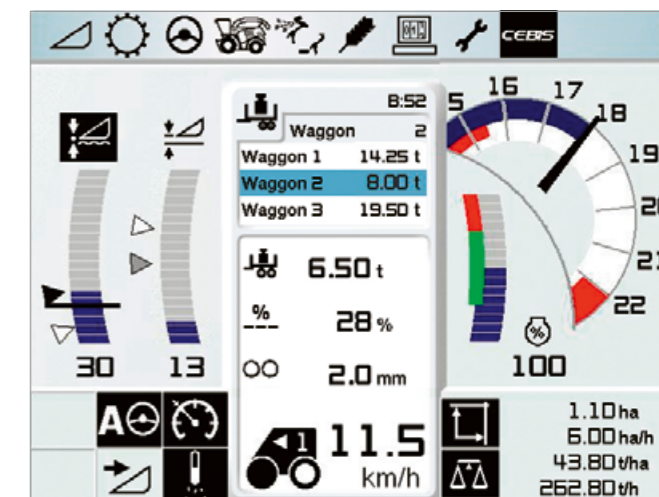 CEBIS
8:52
Waggon 2
Waggon 1 14.25 t
Waggon 2 8.00 t
Waggon 3 19.50 t
15 16 17 18 19
22
6.50 t
% 28 %
2.0 mm
30 13
% 100
A
1 11.5
km/h
1.10 ha
6.00 ha/h
43.80 t/ha
262.80 t/h